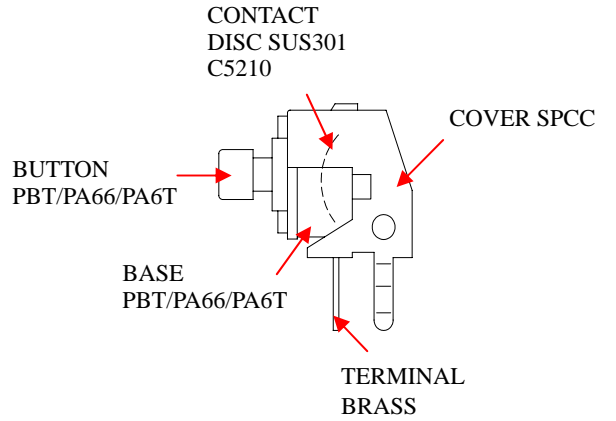 CONTACT
DISC SUS301
C5210
COVER SPCC
BUTTON
PBT/PA66/PA6T
BASE
PBT/PA66/PA6T
TERMINAL
BRASS